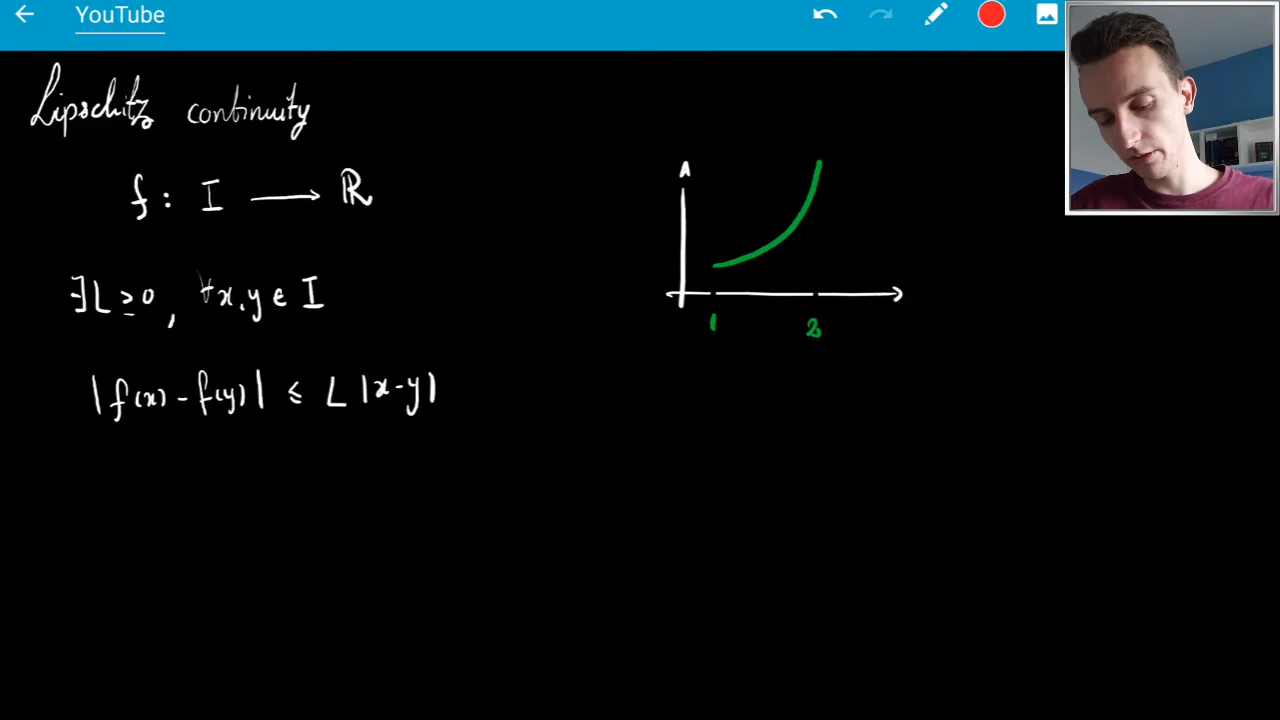 YouTube
Lipschitz continuity
f : I ⟶ ℝ
∃L ≥ 0, ∀x,y ∈ I
|f(x) - f(y)| ≤ L |x-y|
1 2